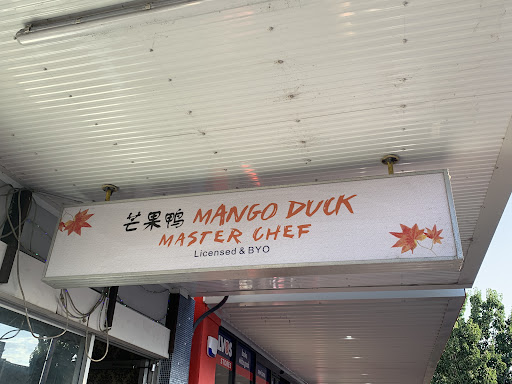 芒果鸭 MANGO DUCK
MASTER CHEF
Licensed & BYO